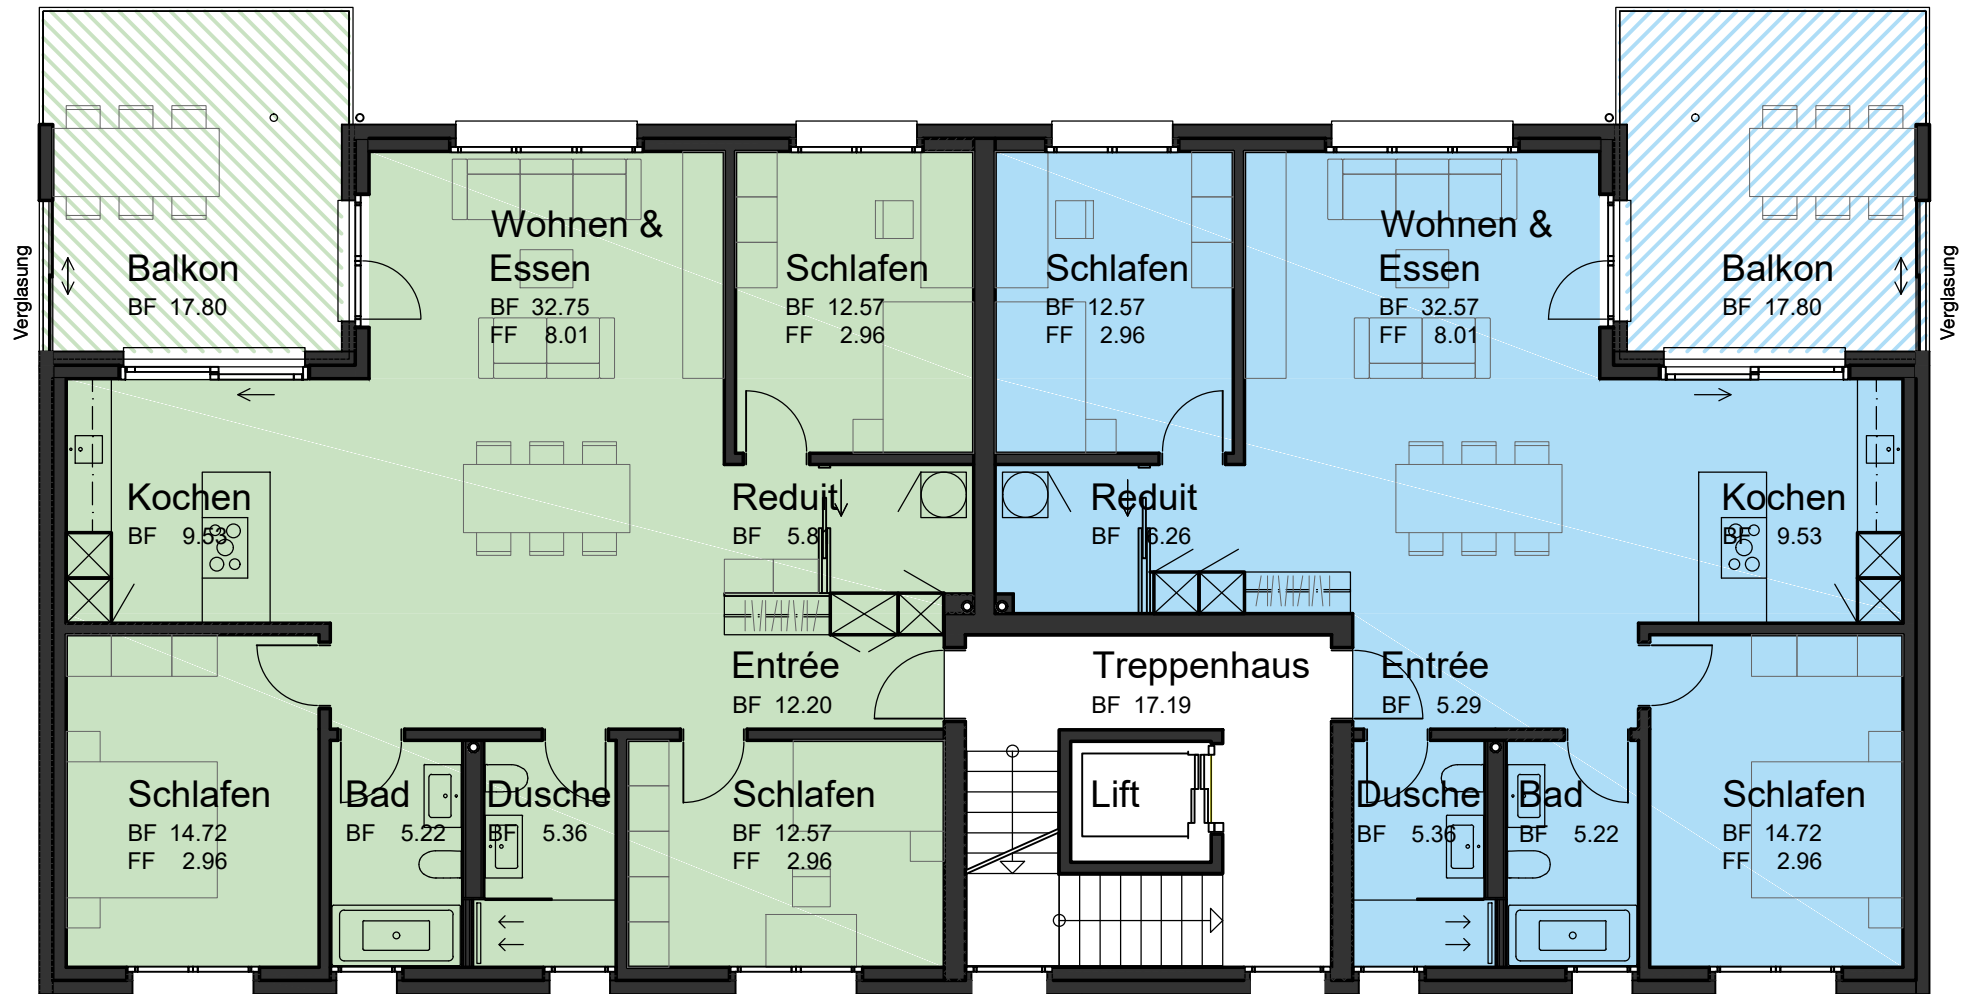 Verglasung
Balkon
BF 17.80
Wohnen &
Essen
BF 32.75
FF 8.01
Schlafen
BF 12.57
FF 2.96
Schlafen
BF 12.57
FF 2.96
Wohnen &
Essen
BF 32.57
FF 8.01
Balkon
BF 17.80
Verglasung
Kochen
BF 9.53
Reduit
BF 5.8
Reduit
BF 6.26
Kochen
BF 9.53
Entrée
BF 12.20
Treppenhaus
BF 17.19
Entrée
BF 5.29
Schlafen
BF 14.72
FF 2.96
Bad
BF 5.22
Dusche
BF 5.36
Schlafen
BF 12.57
FF 2.96
Lift
Dusche
BF 5.36
Bad
BF 5.22
Schlafen
BF 14.72
FF 2.96